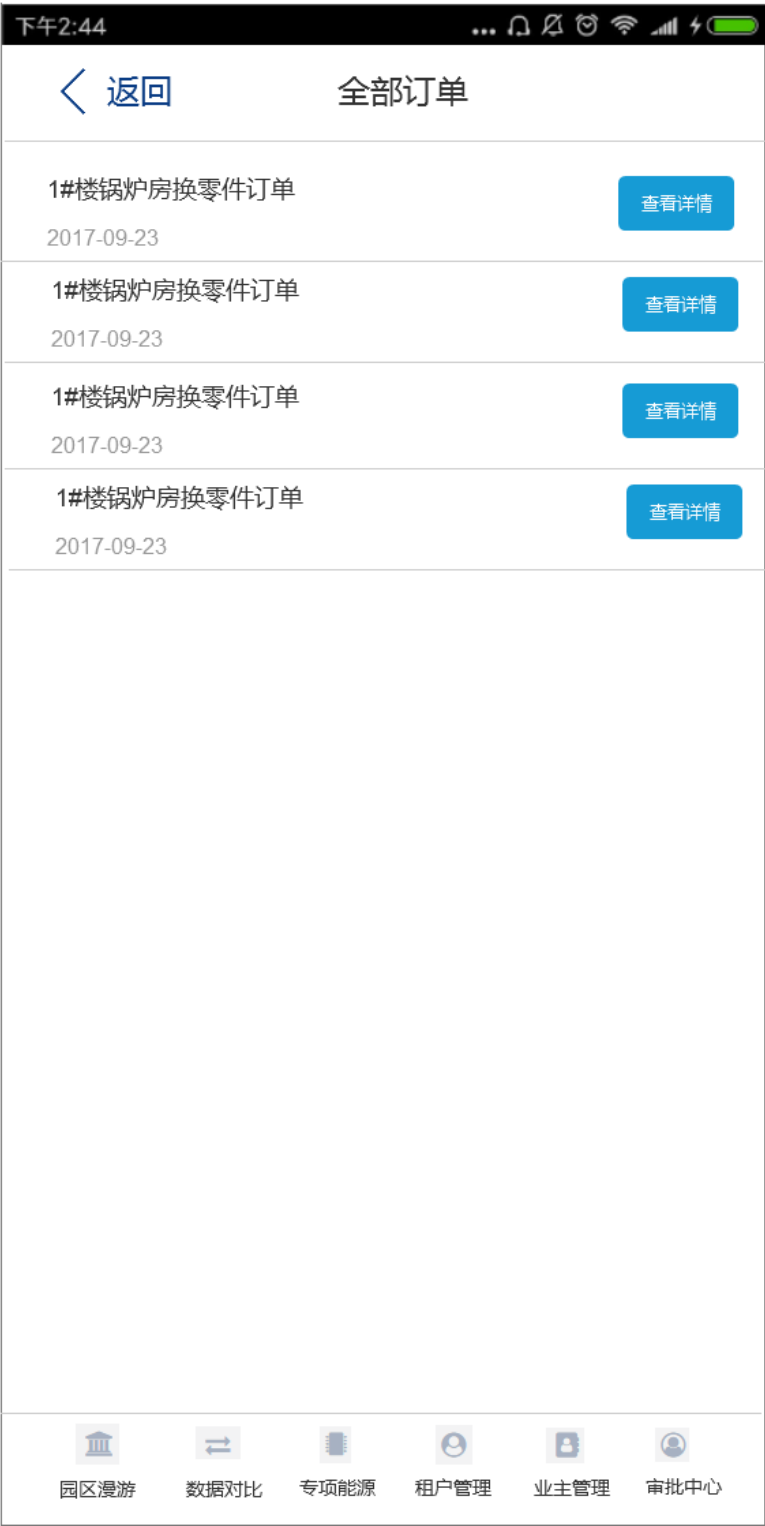 下午2:44
返回 全部订单
1#楼锅炉房换零件订单
查看详情
2017-09-23
1#楼锅炉房换零件订单
查看详情
2017-09-23
1#楼锅炉房换零件订单
查看详情
2017-09-23
1#楼锅炉房换零件订单
查看详情
2017-09-23
园区漫游 数据对比 专项能源 租户管理 业主管理 审批中心